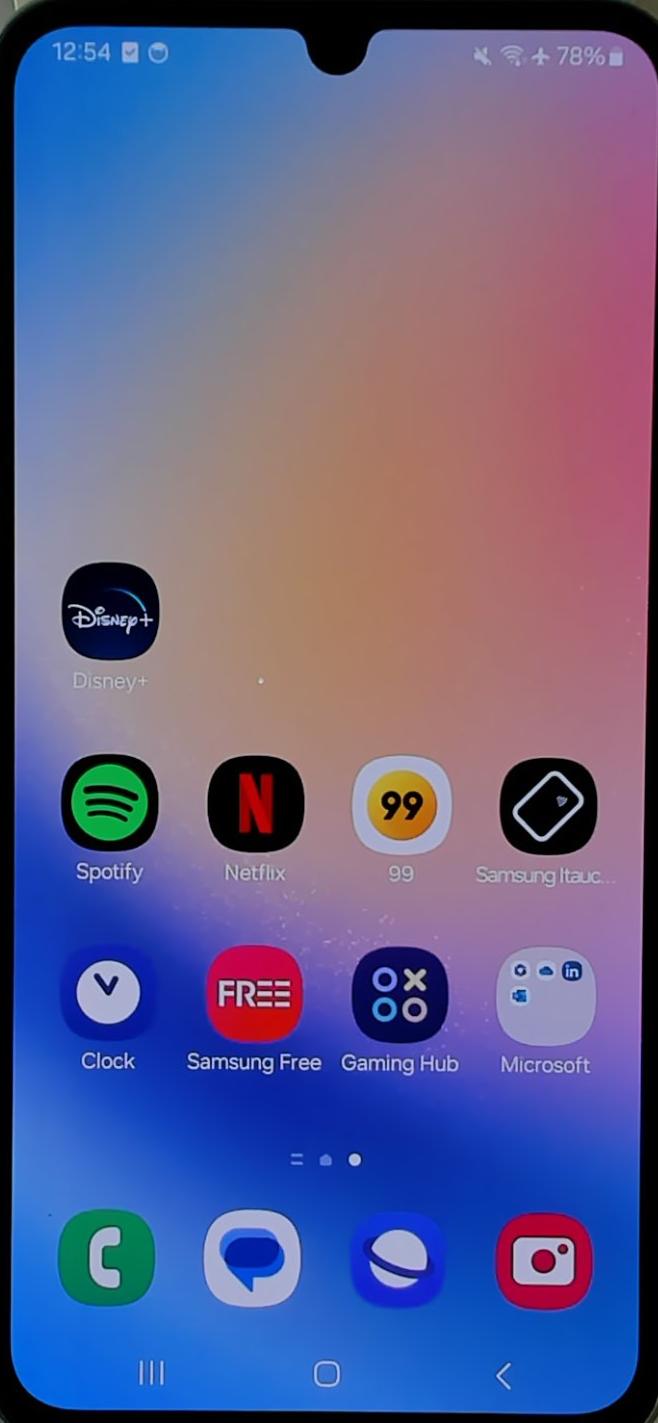 12:54 78%
Disney+
Disney+
N
99
Spotify Netflix 99 Samsung Itauc...
FREE
in
Clock Samsung Free Gaming Hub Microsoft